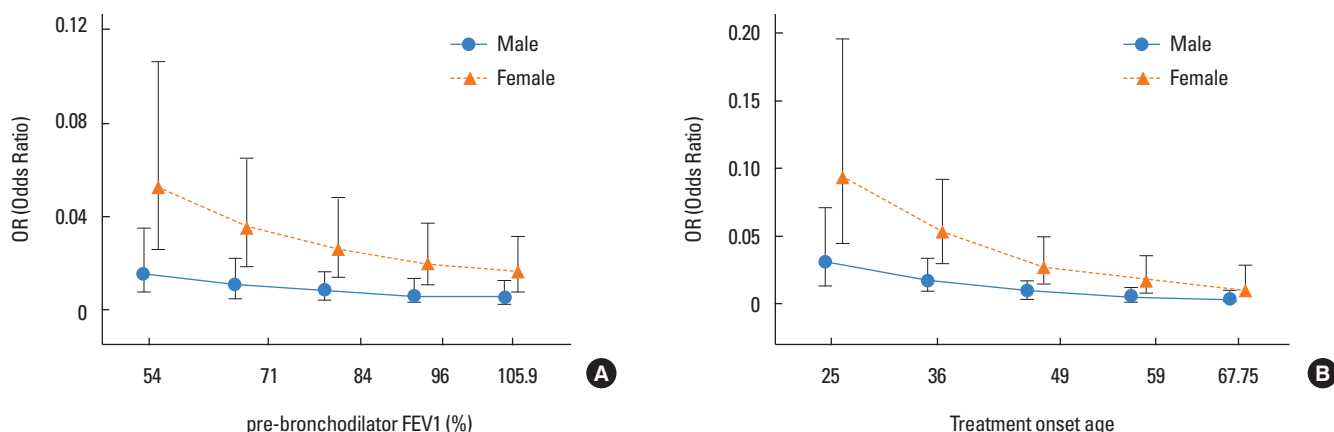 0.12
0.08
0.04
0
OR (Odds Ratio)
Male
Female
54 71 84 96 105.9
pre-bronchodilator FEV1 (%)
A
0.20
0.15
0.10
0.05
0
OR (Odds Ratio)
Male
Female
25 36 49 59 67.75
Treatment onset age
B